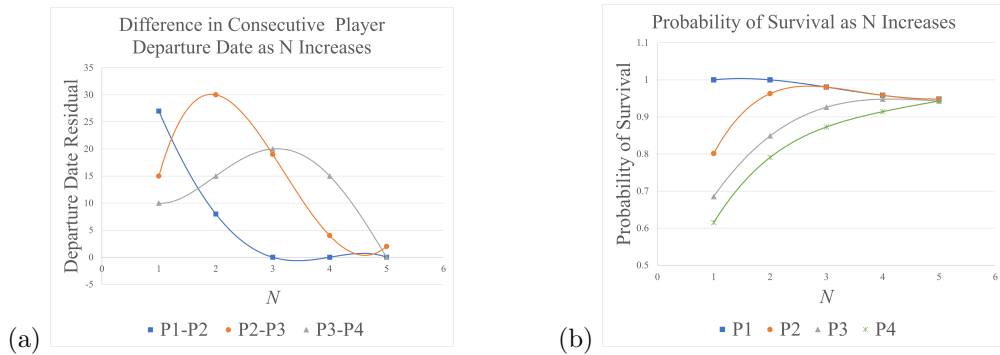 Difference in Consecutive Player
Departure Date as N Increases
Departure Date Residual
35
30
25
20
15
10
5
0
-5
0 1 2 3 4 5 6
N
P1-P2 P2-P3 P3-P4
(a)
Probability of Survival as N Increases
Probability of Survival
1.1
1
0.9
0.8
0.7
0.6
0.5
0 1 2 3 4 5 6
N
P1 P2 P3 P4
(b)